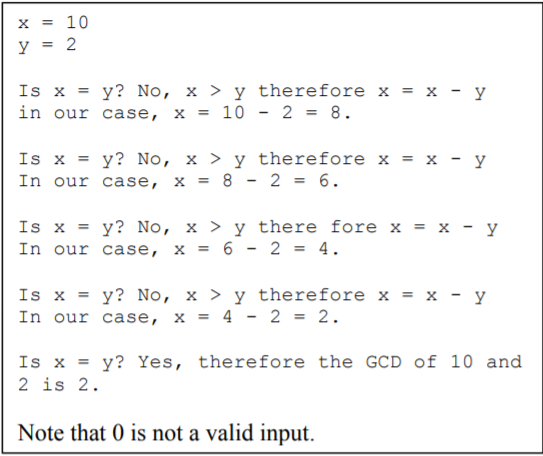 x = 10
y = 2
Is x = y? No, x > y therefore x = x - y
in our case, x = 10 - 2 = 8.
Is x = y? No, x > y therefore x = x - y
In our case, x = 8 - 2 = 6.
Is x = y? No, x > y there fore x = x - y
In our case, x = 6 - 2 = 4.
Is x = y? No, x > y therefore x = x - y
In our case, x = 4 - 2 = 2.
Is x = y? Yes, therefore the GCD of 10 and
2 is 2.
Note that 0 is not a valid input.